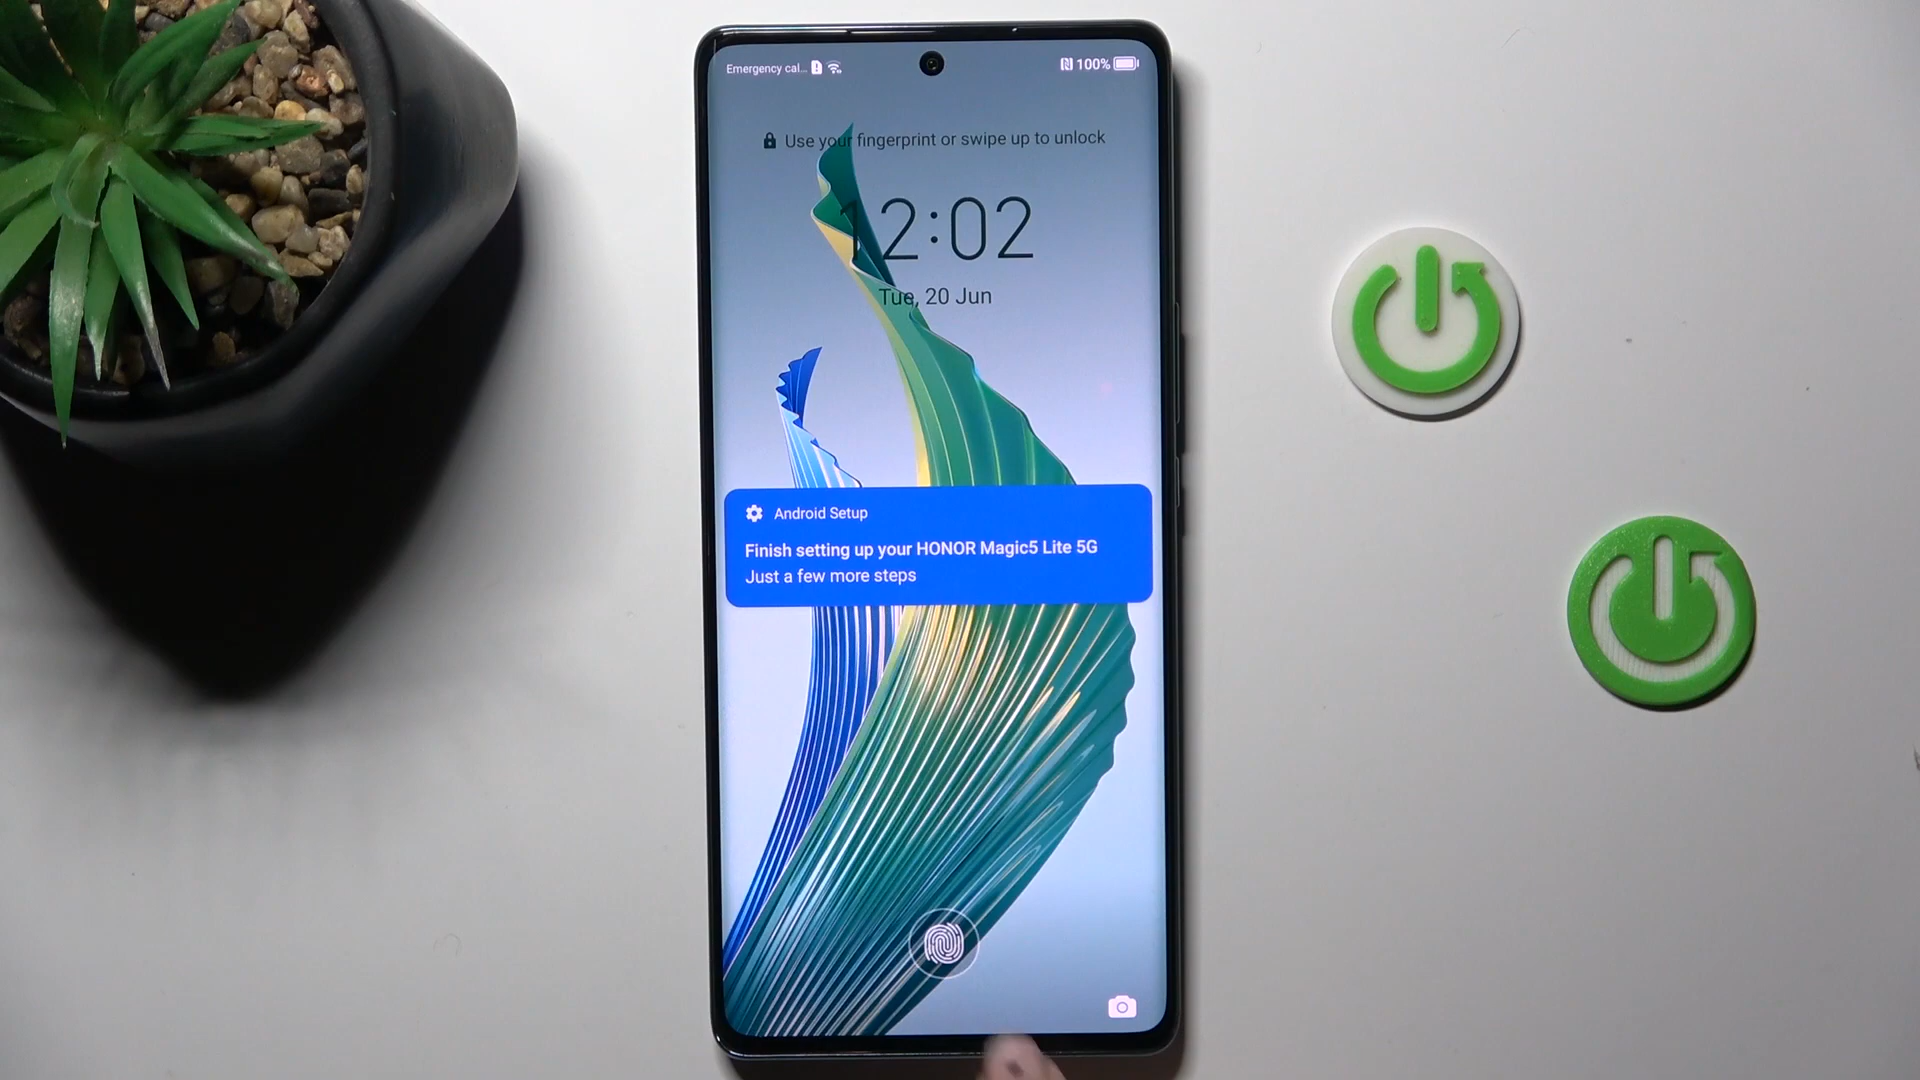 Emergency cal...
100%
Use your fingerprint or swipe up to unlock
12:02
Tue, 20 Jun
Android Setup
Finish setting up your HONOR Magic5 Lite 5G
Just a few more steps